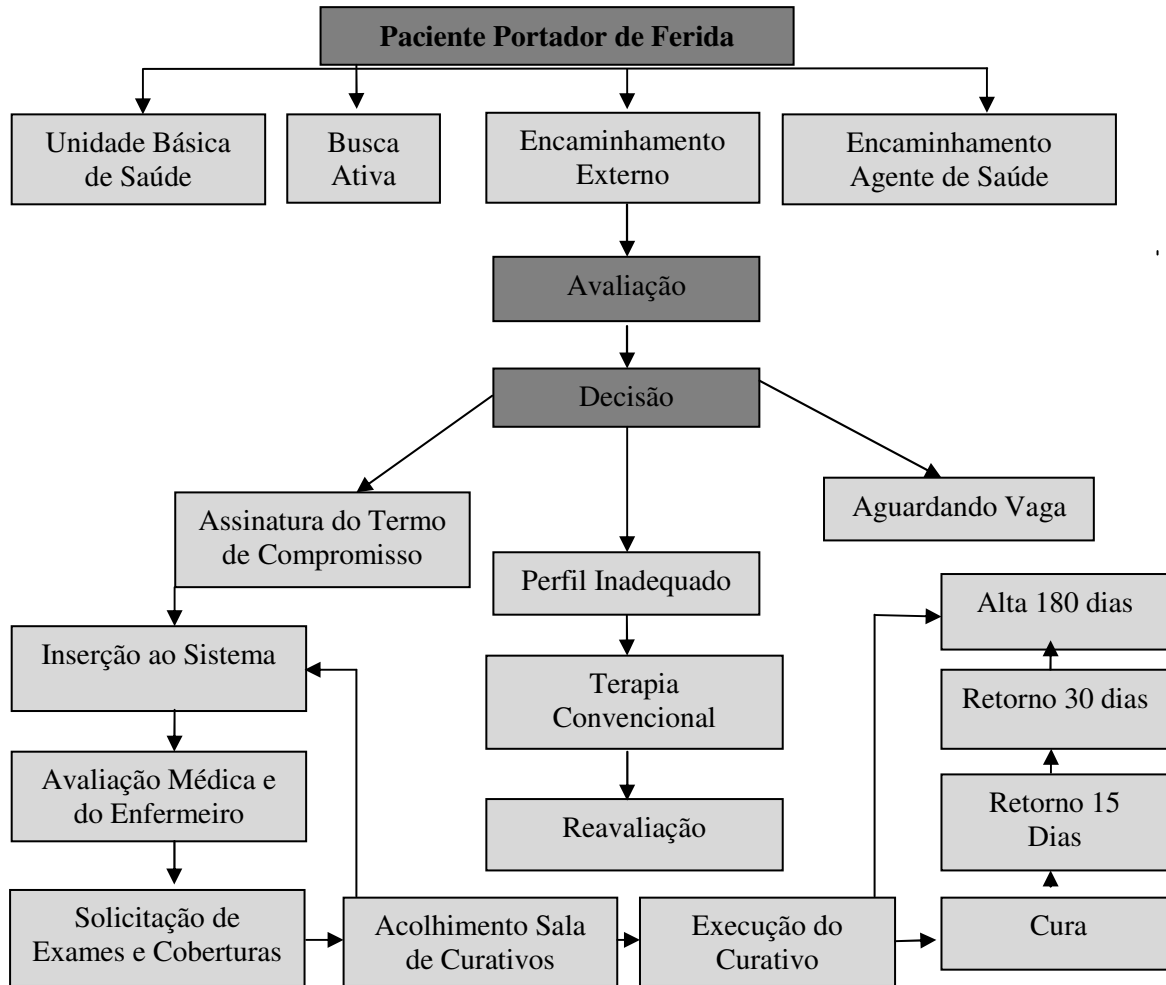 Paciente Portador de Ferida
Unidade Básica
de Saúde
Busca
Ativa
Encaminhamento
Externo
Encaminhamento
Agente de Saúde
Avaliação
Decisão
Assinatura do Termo
de Compromisso
Perfil Inadequado
Aguardando Vaga
Inserção ao Sistema
Terapia
Convencional
Alta 180 dias
Retorno 30 dias
Avaliação Médica e
do Enfermeiro
Reavaliação
Retorno 15
Dias
Solicitação de
Exames e Coberturas
Acolhimento Sala
de Curativos
Execução do
Curativo
Cura